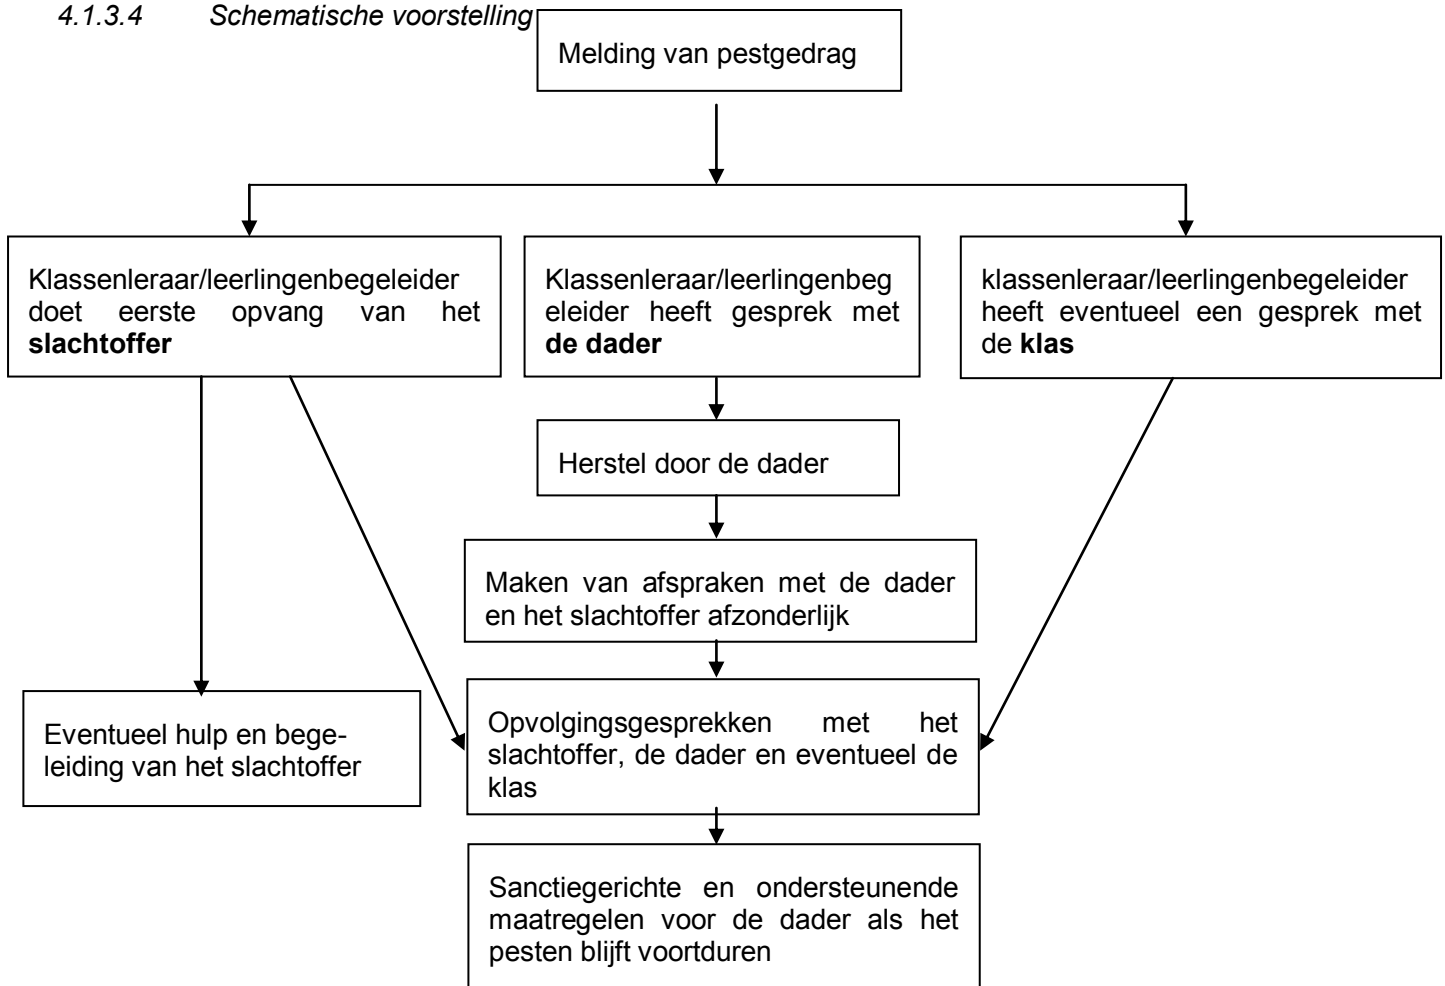 4.1.3.4 Schematische voorstelling
Melding van pestgedrag
Klassenleraar/leerlingenbegeleider
doet eerste opvang van het
slachtoffer
Klassenleraar/leerlingenbeg
eleider heeft gesprek met
de dader
klassenleraar/leerlingenbegeleider
heeft eventueel een gesprek met
de klas
Herstel door de dader
Maken van afspraken met de dader
en het slachtoffer afzonderlijk
Eventueel hulp en bege-
leiding van het slachtoffer
Opvolgingsgesprekken met het
slachtoffer, de dader en eventueel de
klas
Sanctiegerichte en ondersteunende
maatregelen voor de dader als het
pesten blijft voortduren